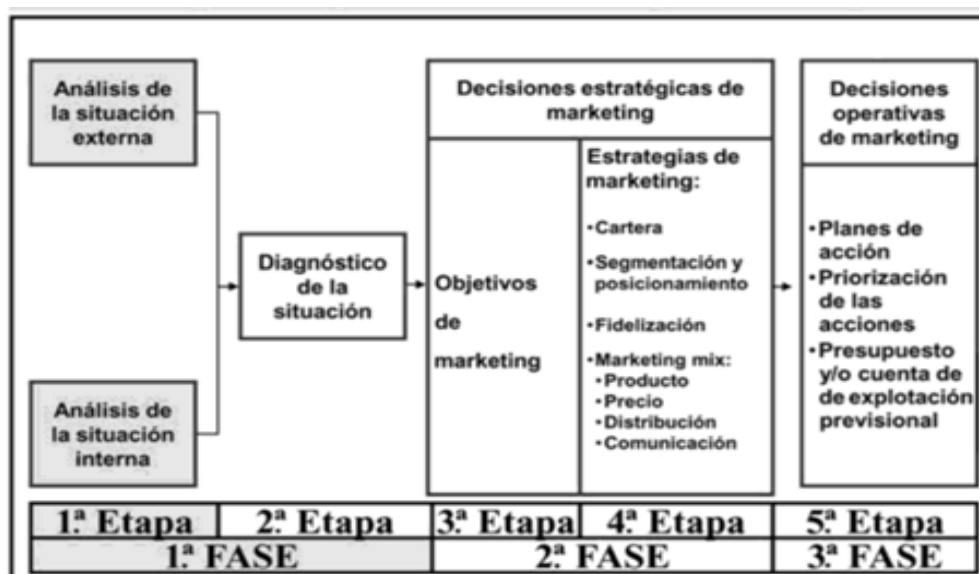 Análisis de
la situación
externa
Análisis de
la situación
interna
Diagnóstico
de la
situación
Decisiones estratégicas de
marketing
Objetivos
de
marketing
Estrategias de
marketing:
•Cartera
•Segmentación y
posicionamiento
•Fidelización
•Marketing mix:
•Producto
•Precio
•Distribución
•Comunicación
Decisiones
operativas
de marketing
•Planes de
acción
•Priorización
de las
acciones
•Presupuesto
y/o cuenta de
de explotación
previsional
1.ª Etapa
2.ª Etapa
3.ª Etapa
4.ª Etapa
5.ª Etapa
1.ª FASE
2.ª FASE
3.ª FASE